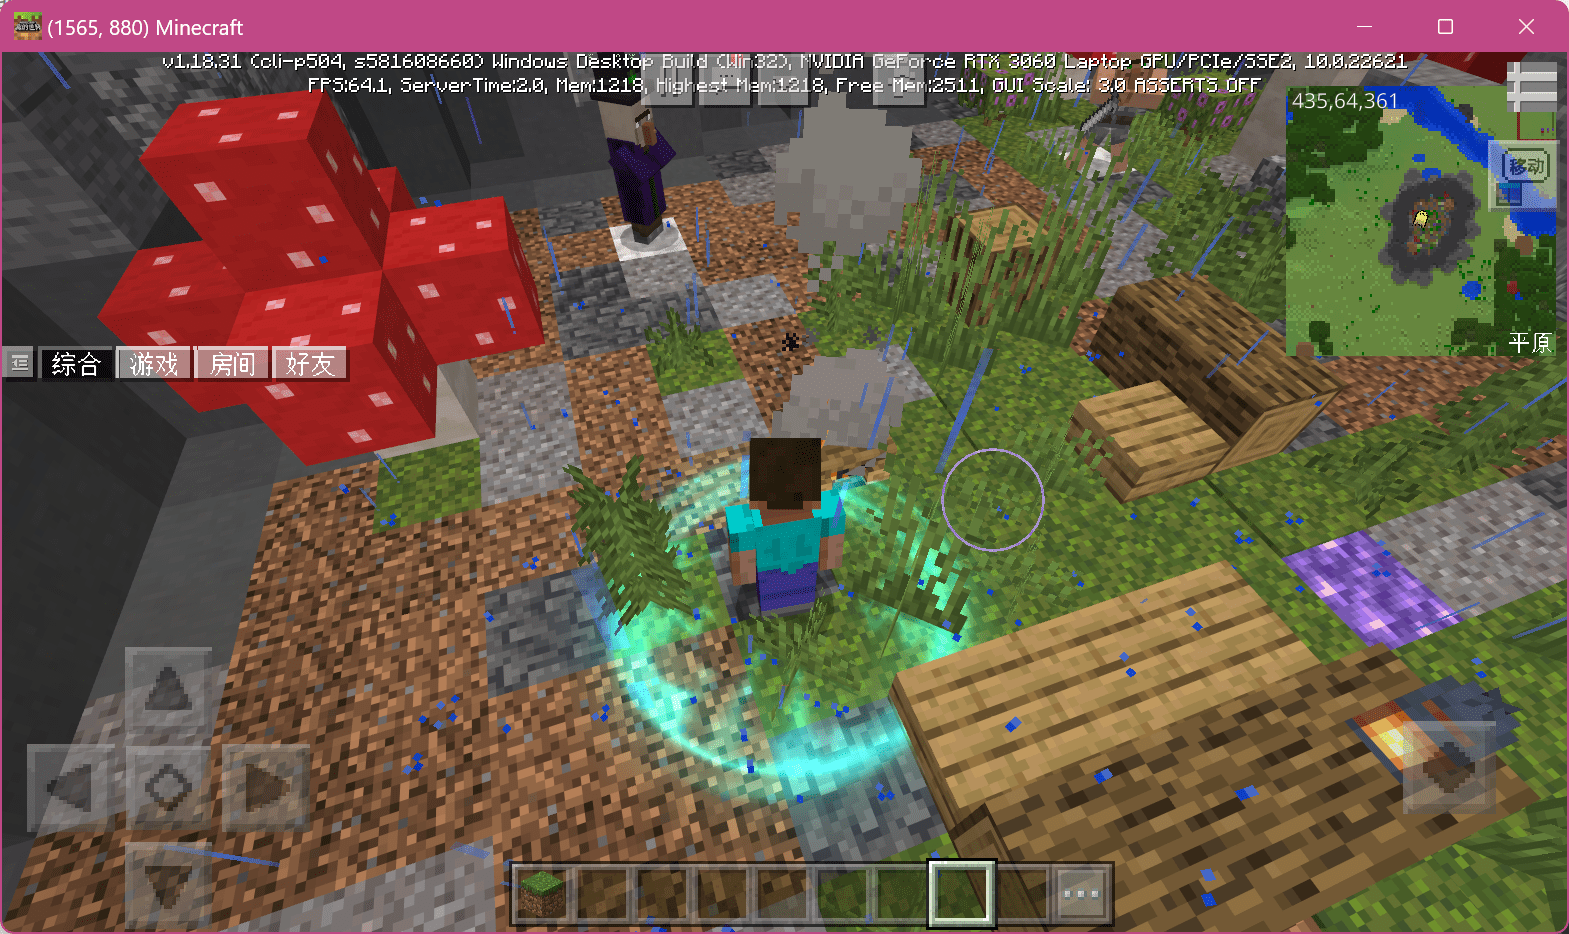 (1565, 880) Minecraft
v1.18.31 (cli-p504, s581608660) Windows Desktop Build (Win32), NVIDIA GeForce RTX 3060 Laptop GPU/PCIe/SSE2, 10.0.22621
FPS:64.1, ServerTime:2.0, Mem:1218, Highest Mem:1218, Free Mem:2511, GUI Scale: 3.0 ASSERTS OFF
435,64,361
移动
平原
综合 游戏 房间 好友